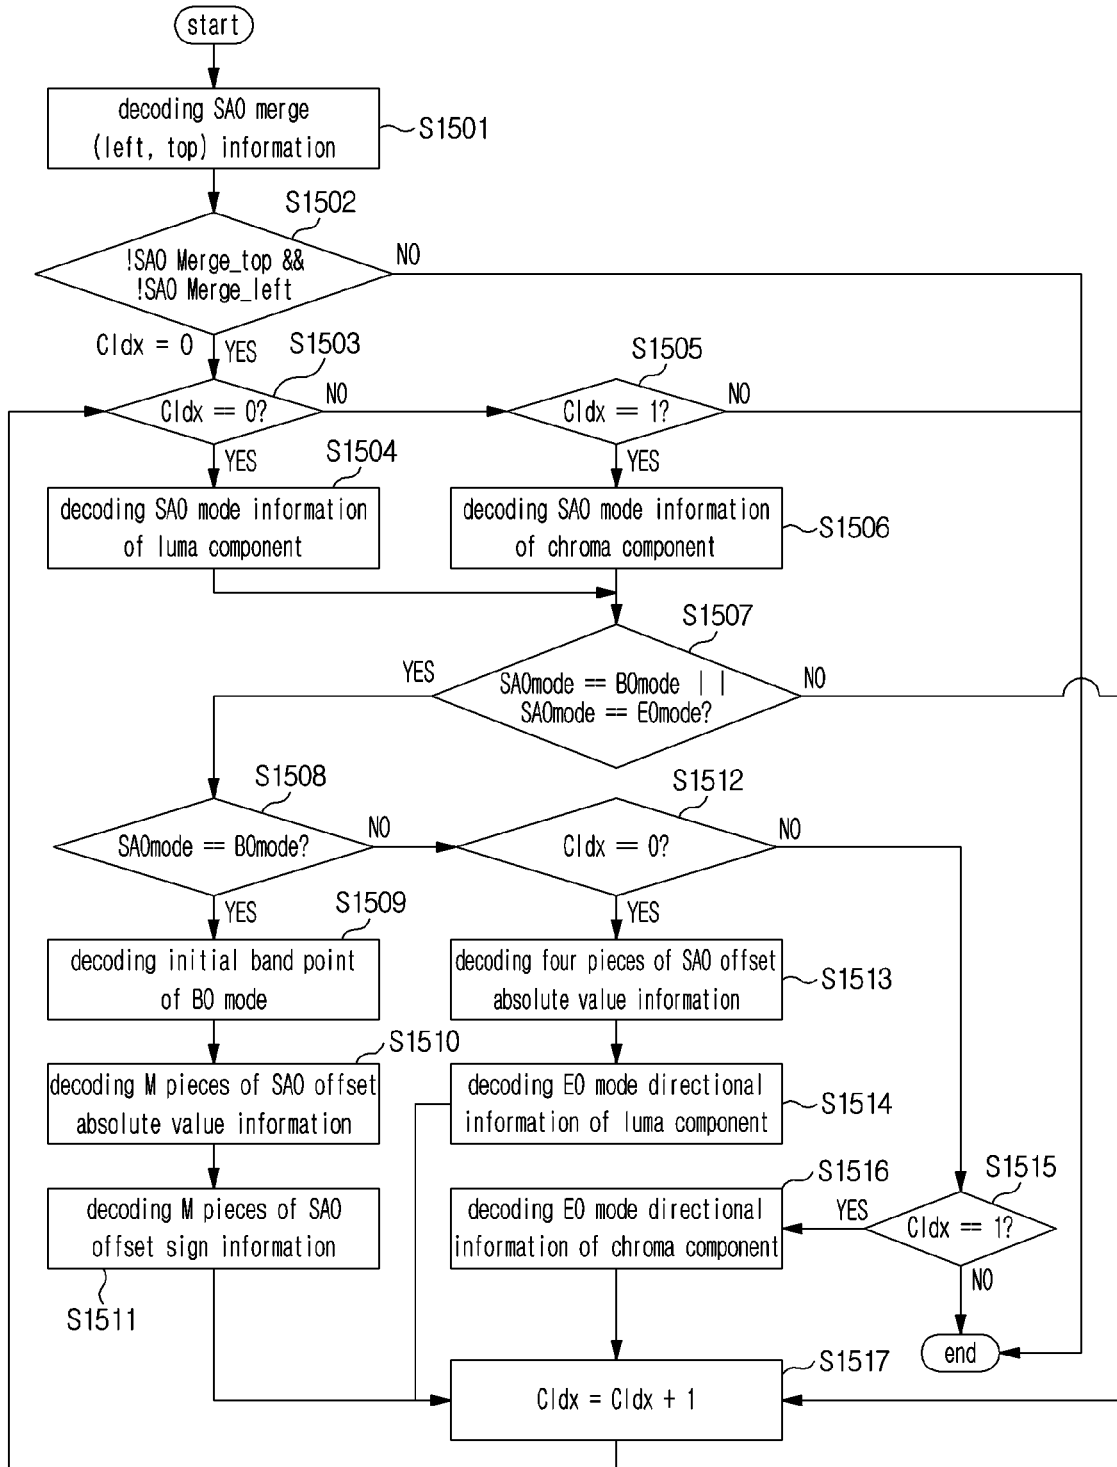 start
decoding SAO merge
(left, top) information
S1501
S1502
!SAO Merge_top &&
!SAO Merge_left
NO
CIdx = 0
YES
S1503
CIdx == 0?
NO
S1505
CIdx == 1?
NO
YES
S1504
decoding SAO mode information
of luma component
YES
decoding SAO mode information
of chroma component
S1506
S1507
YES
SAOmode == BOmode ||
SAOmode == EOmode?
NO
S1508
SAOmode == BOmode?
NO
S1512
CIdx == 0?
NO
YES
S1509
decoding initial band point
of BO mode
YES
decoding four pieces of SAO offset
absolute value information
S1513
S1510
decoding M pieces of SAO offset
absolute value information
decoding EO mode directional
information of luma component
S1514
decoding M pieces of SAO
offset sign information
S1511
S1516
decoding EO mode directional
information of chroma component
YES
S1515
CIdx == 1?
NO
end
CIdx = CIdx + 1
S1517